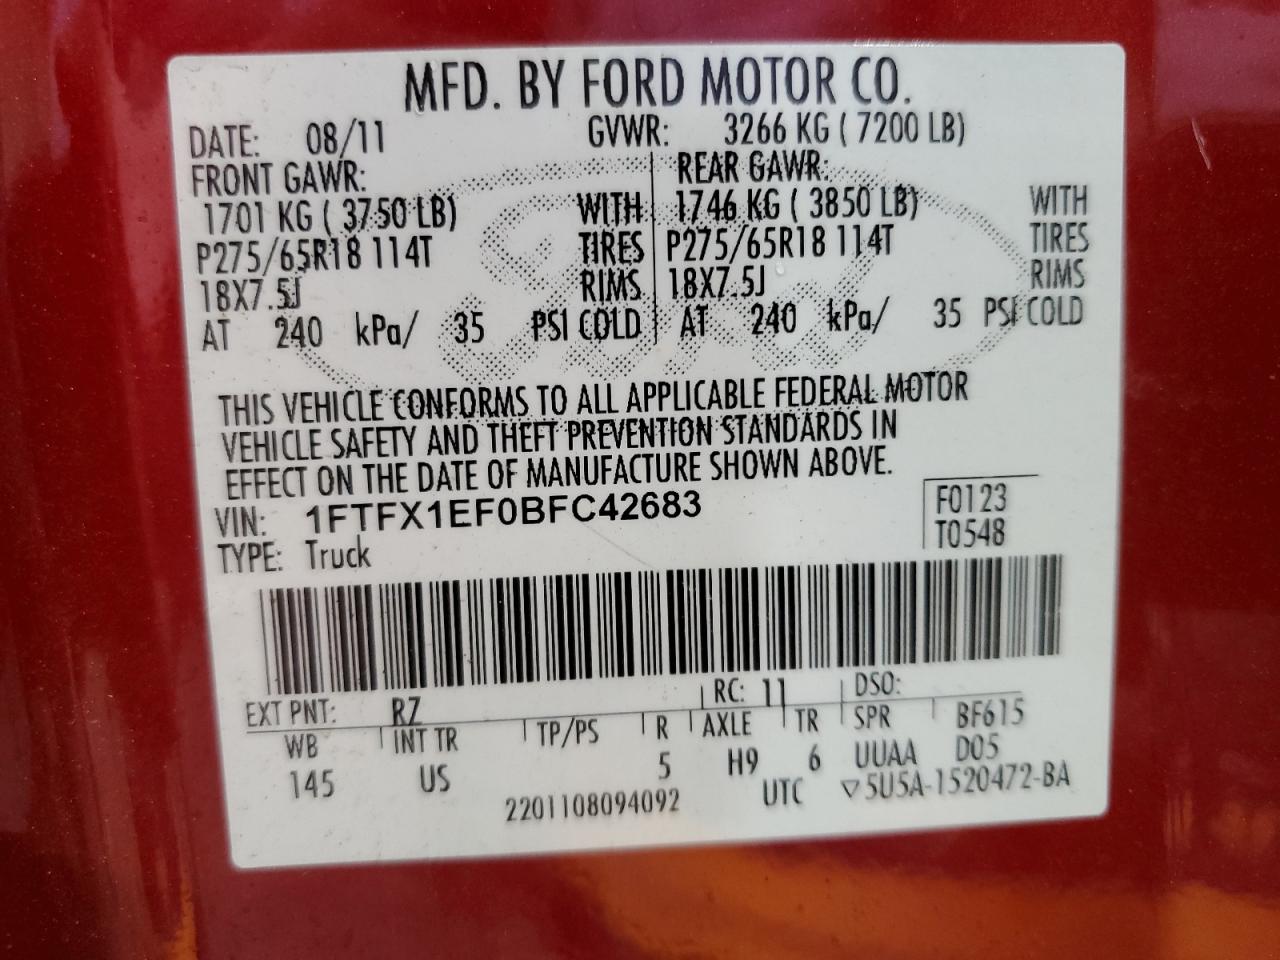 MFD. BY FORD MOTOR CO.
DATE: 08/11 GVWR: 3266 KG ( 7200 LB)
FRONT GAWR: REAR GAWR:
1701 KG ( 3750 LB) WITH 1746 KG ( 3850 LB) WITH
P275/65R18 114T TIRES P275/65R18 114T TIRES
18X7.5J RIMS 18X7.5J RIMS
AT 240 kPa/ 35 PSI COLD AT 240 kPa/ 35 PSI COLD
THIS VEHICLE CONFORMS TO ALL APPLICABLE FEDERAL MOTOR
VEHICLE SAFETY AND THEFT PREVENTION STANDARDS IN
EFFECT ON THE DATE OF MANUFACTURE SHOWN ABOVE.
VIN: 1FTFX1EF0BFC42683 F0123
TYPE: Truck T0548
EXT PNT: RZ RC: 11 DSO:
WB INT TR TP/PS R AXLE TR SPR BF615
145 US 5 H9 6 UUAA D05
2201108094092 UTC ▽5U5A-1520472-BA
Ford